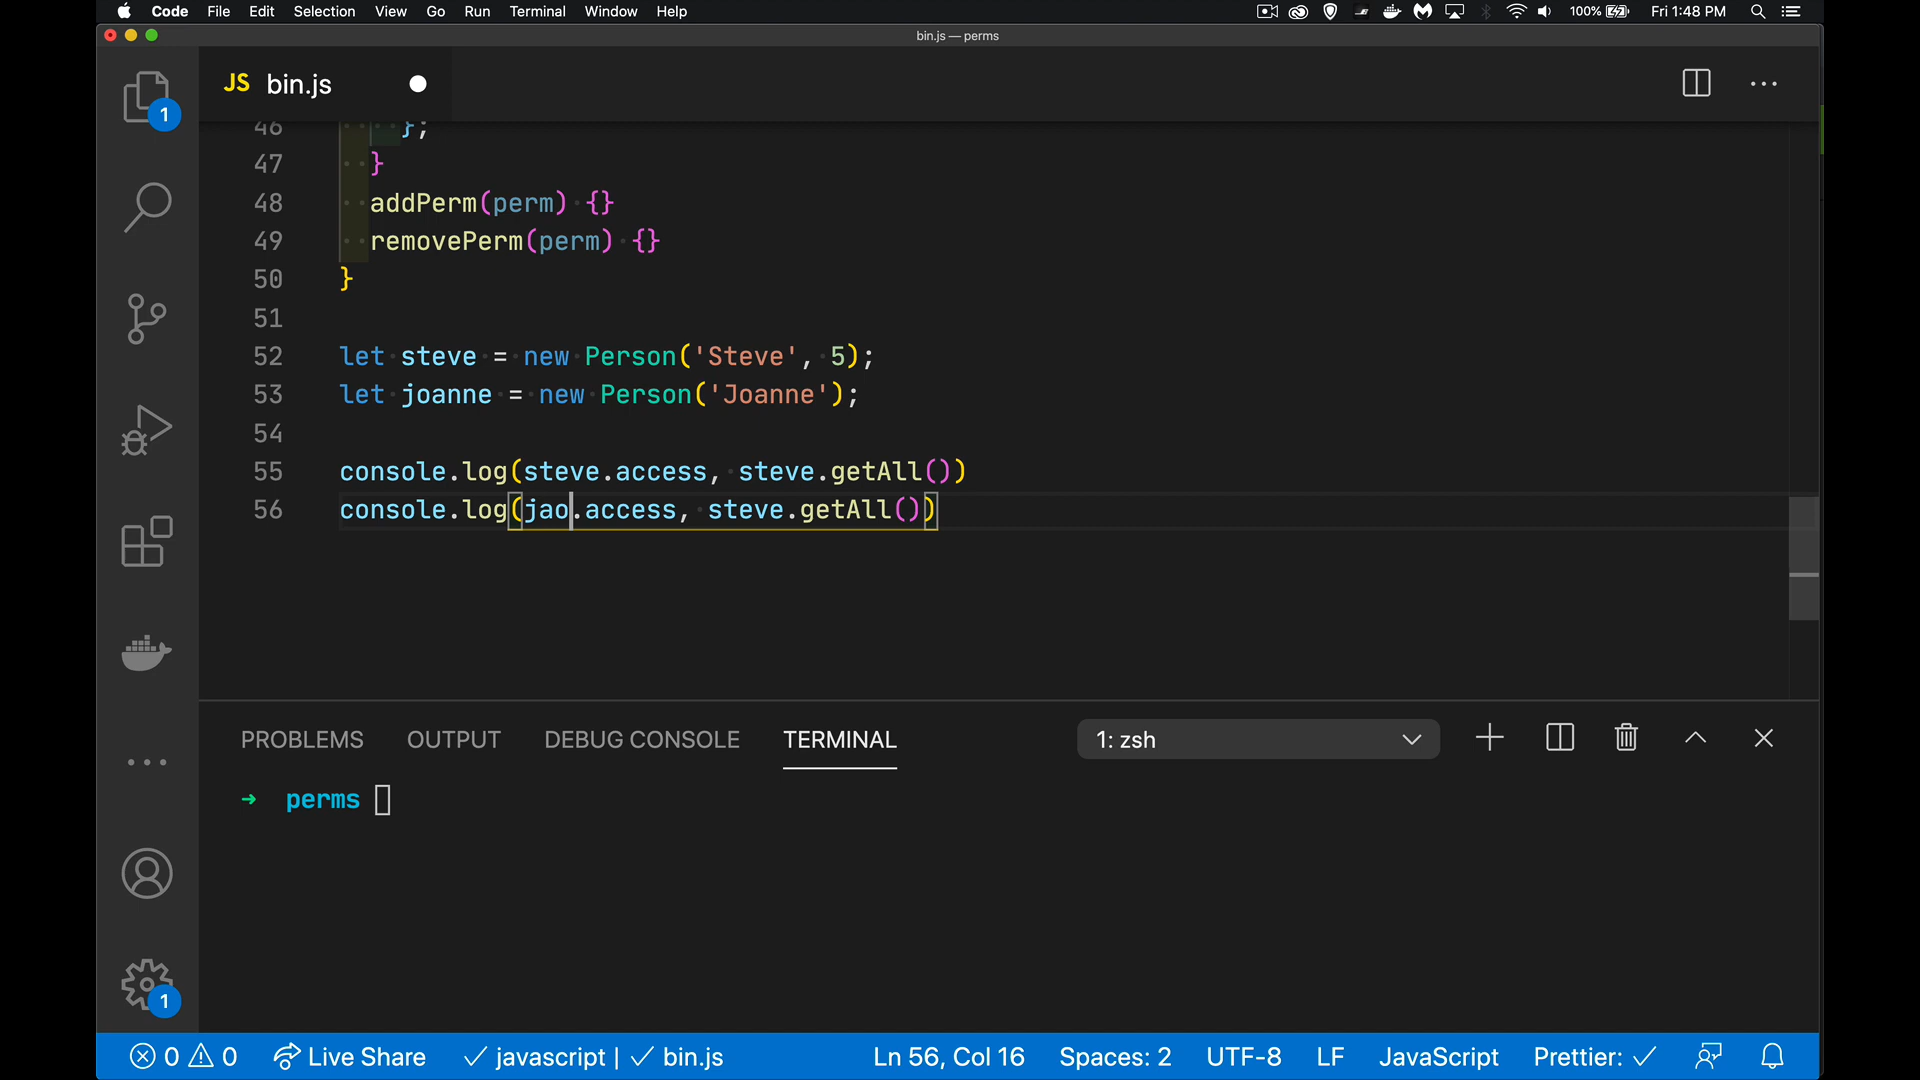 Code File Edit Selection View Go Run Terminal Window Help 100% Fri 1:48 PM
bin.js — perms
JS bin.js
1
46 };
47 }
48 addPerm(perm) {}
49 removePerm(perm) {}
50 }
51
52 let steve = new Person('Steve', 5);
53 let joanne = new Person('Joanne');
54
55 console.log(steve.access, steve.getAll())
56 console.log(jao.access, steve.getAll())
PROBLEMS OUTPUT DEBUG CONSOLE TERMINAL 1: zsh
➜ perms
1
0 0 Live Share ✓ javascript | ✓ bin.js Ln 56, Col 16 Spaces: 2 UTF-8 LF JavaScript Prettier: ✓